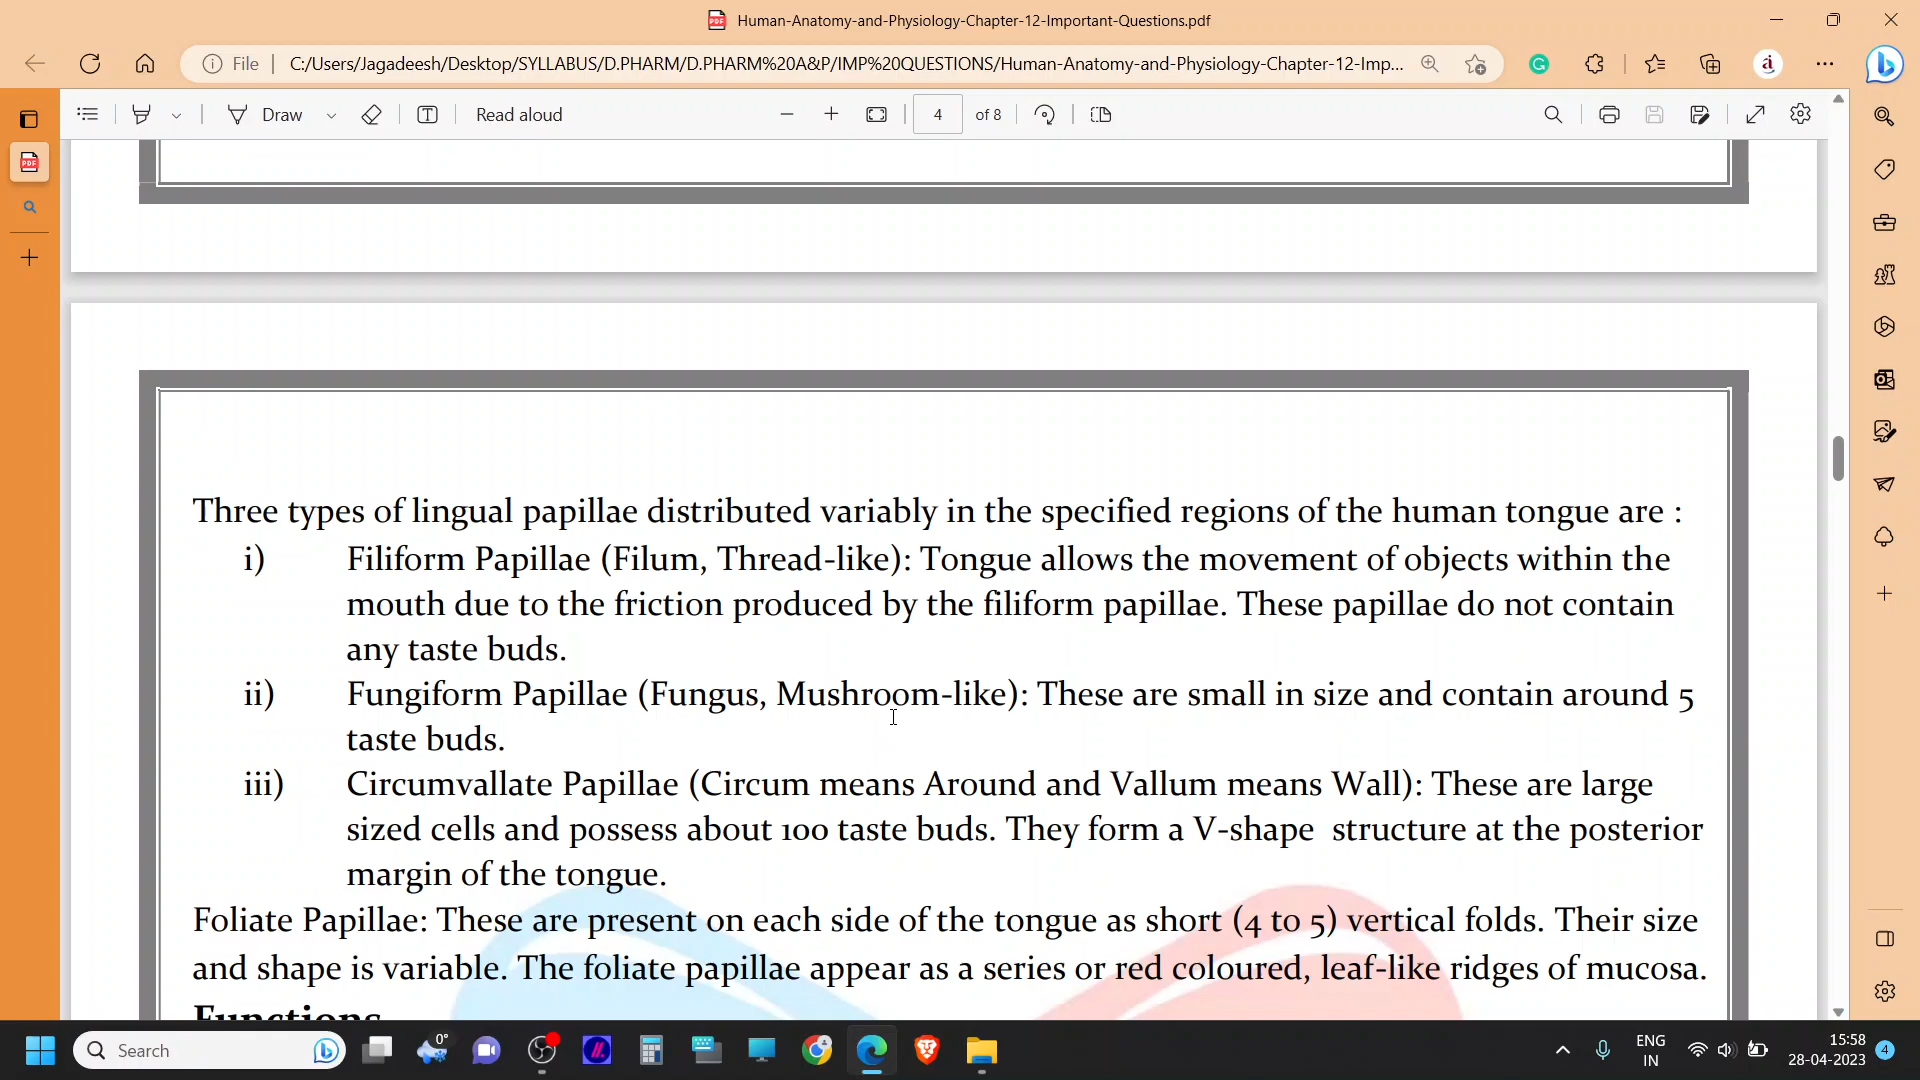 Human-Anatomy-and-Physiology-Chapter-12-Important-Questions.pdf
File C:/Users/Jagadeesh/Desktop/SYLLABUS/D.PHARM/D.PHARM%20A&P/IMP%20QUESTIONS/Human-Anatomy-and-Physiology-Chapter-12-Imp...
Draw Read aloud 4 of 8
Three types of lingual papillae distributed variably in the specified regions of the human tongue are :
i) Filiform Papillae (Filum, Thread-like): Tongue allows the movement of objects within the
mouth due to the friction produced by the filiform papillae. These papillae do not contain
any taste buds.
ii) Fungiform Papillae (Fungus, Mushroom-like): These are small in size and contain around 5
taste buds.
iii) Circumvallate Papillae (Circum means Around and Vallum means Wall): These are large
sized cells and possess about 100 taste buds. They form a V-shape structure at the posterior
margin of the tongue.
Foliate Papillae: These are present on each side of the tongue as short (4 to 5) vertical folds. Their size
and shape is variable. The foliate papillae appear as a series or red coloured, leaf-like ridges of mucosa.
Functions
Search 0° ENG 15:58
IN 28-04-2023 4